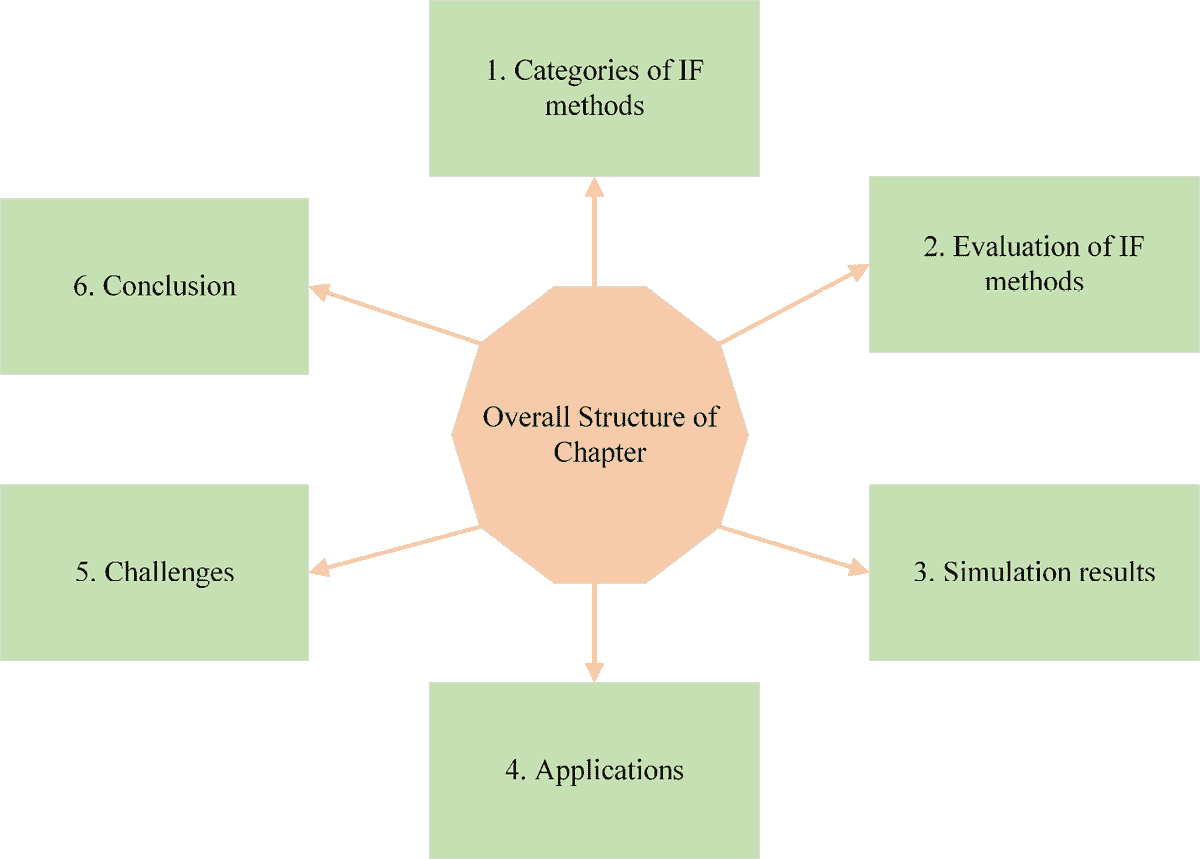 1. Categories of IF
methods
2. Evaluation of IF
methods
6. Conclusion
Overall Structure of
Chapter
5. Challenges
3. Simulation results
4. Applications